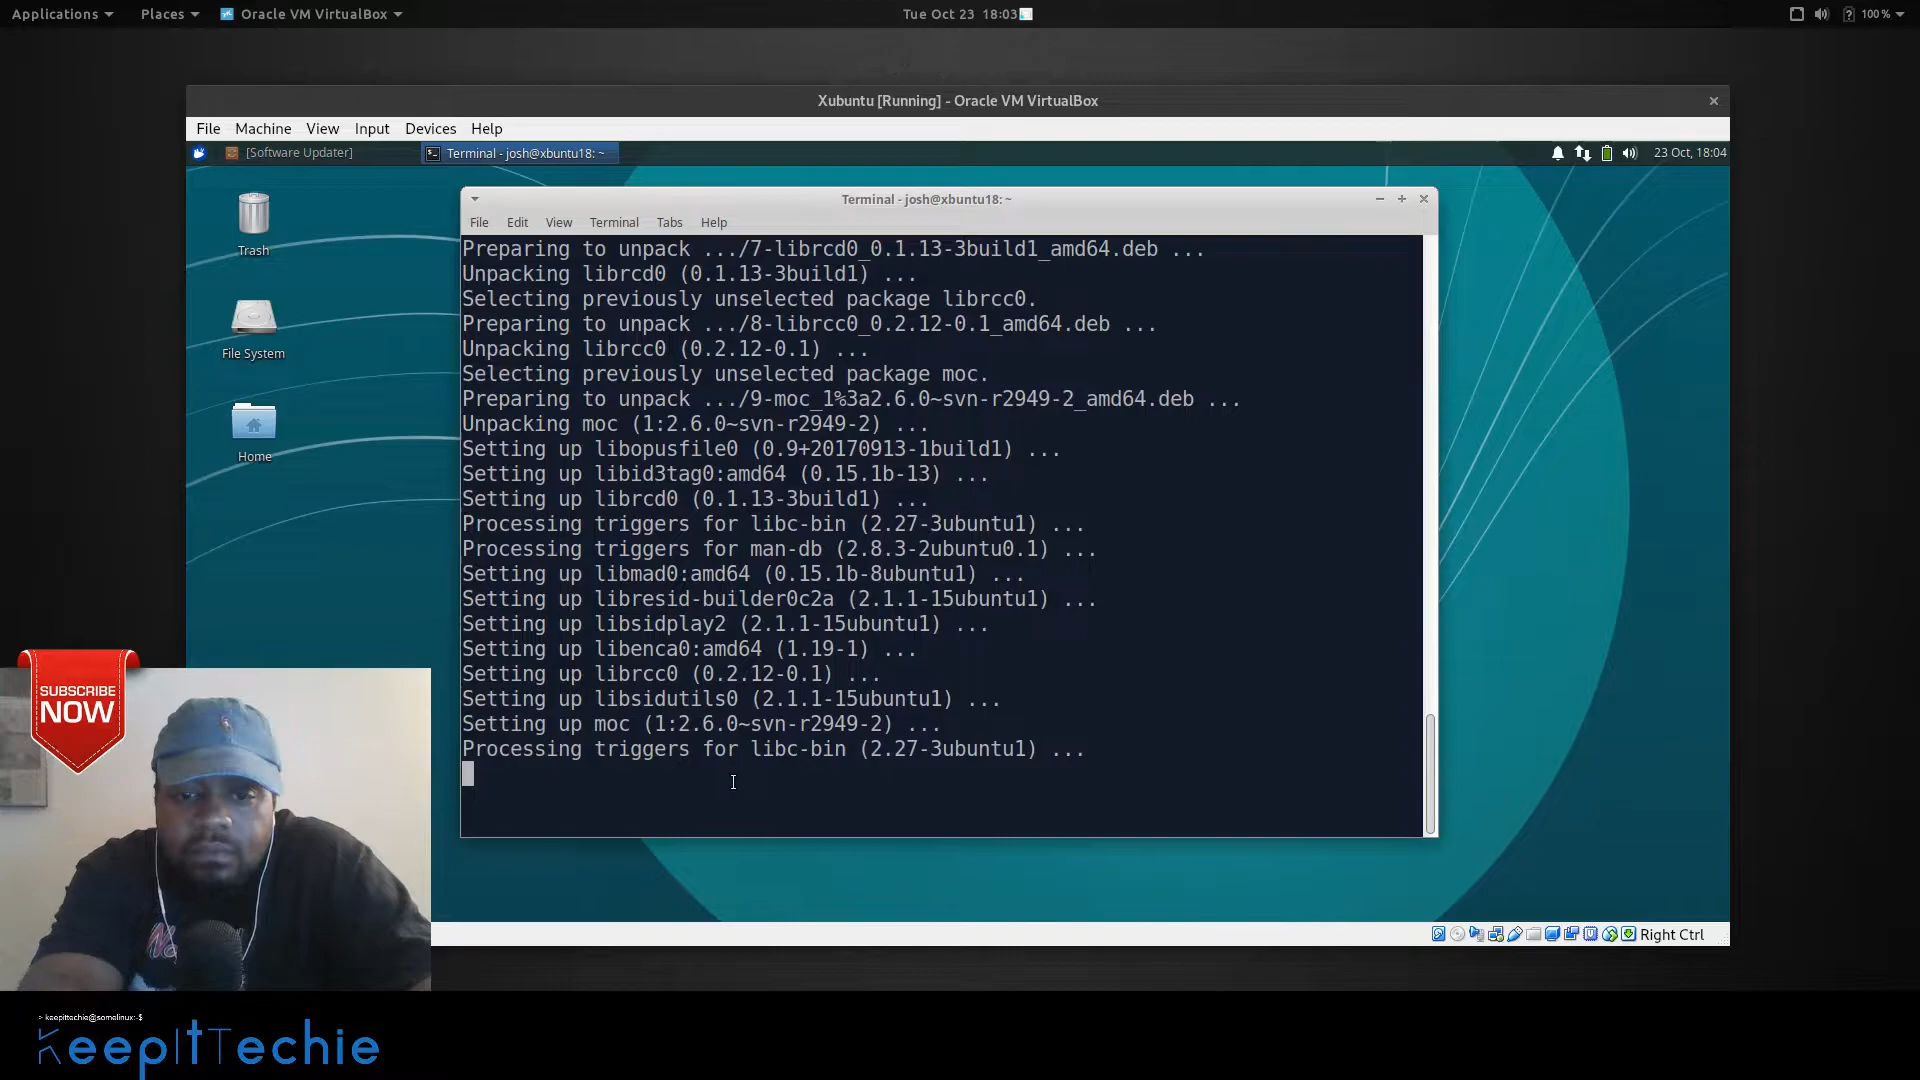 Applications Places Oracle VM VirtualBox Tue Oct 23 18:03 100 %
Xubuntu [Running] - Oracle VM VirtualBox
File Machine View Input Devices Help
[Software Updater] Terminal - josh@xbuntu18: ~ 23 Oct, 18:04
Terminal - josh@xbuntu18: ~
File Edit View Terminal Tabs Help
Trash
File System
Home
Preparing to unpack .../7-librcd0_0.1.13-3build1_amd64.deb ...
Unpacking librcd0 (0.1.13-3build1) ...
Selecting previously unselected package librcc0.
Preparing to unpack .../8-librcc0_0.2.12-0.1_amd64.deb ...
Unpacking librcc0 (0.2.12-0.1) ...
Selecting previously unselected package moc.
Preparing to unpack .../9-moc_1%3a2.6.0~svn-r2949-2_amd64.deb ...
Unpacking moc (1:2.6.0~svn-r2949-2) ...
Setting up libopusfile0 (0.9+20170913-1build1) ...
Setting up libid3tag0:amd64 (0.15.1b-13) ...
Setting up librcd0 (0.1.13-3build1) ...
Processing triggers for libc-bin (2.27-3ubuntu1) ...
Processing triggers for man-db (2.8.3-2ubuntu0.1) ...
Setting up libmad0:amd64 (0.15.1b-8ubuntu1) ...
Setting up libresid-builder0c2a (2.1.1-15ubuntu1) ...
Setting up libsidplay2 (2.1.1-15ubuntu1) ...
Setting up libenca0:amd64 (1.19-1) ...
Setting up librcc0 (0.2.12-0.1) ...
Setting up libsidutils0 (2.1.1-15ubuntu1) ...
Setting up moc (1:2.6.0~svn-r2949-2) ...
Processing triggers for libc-bin (2.27-3ubuntu1) ...
SUBSCRIBE
NOW
Right Ctrl
> keepittechie@somelinux:-$
KeepItTechie